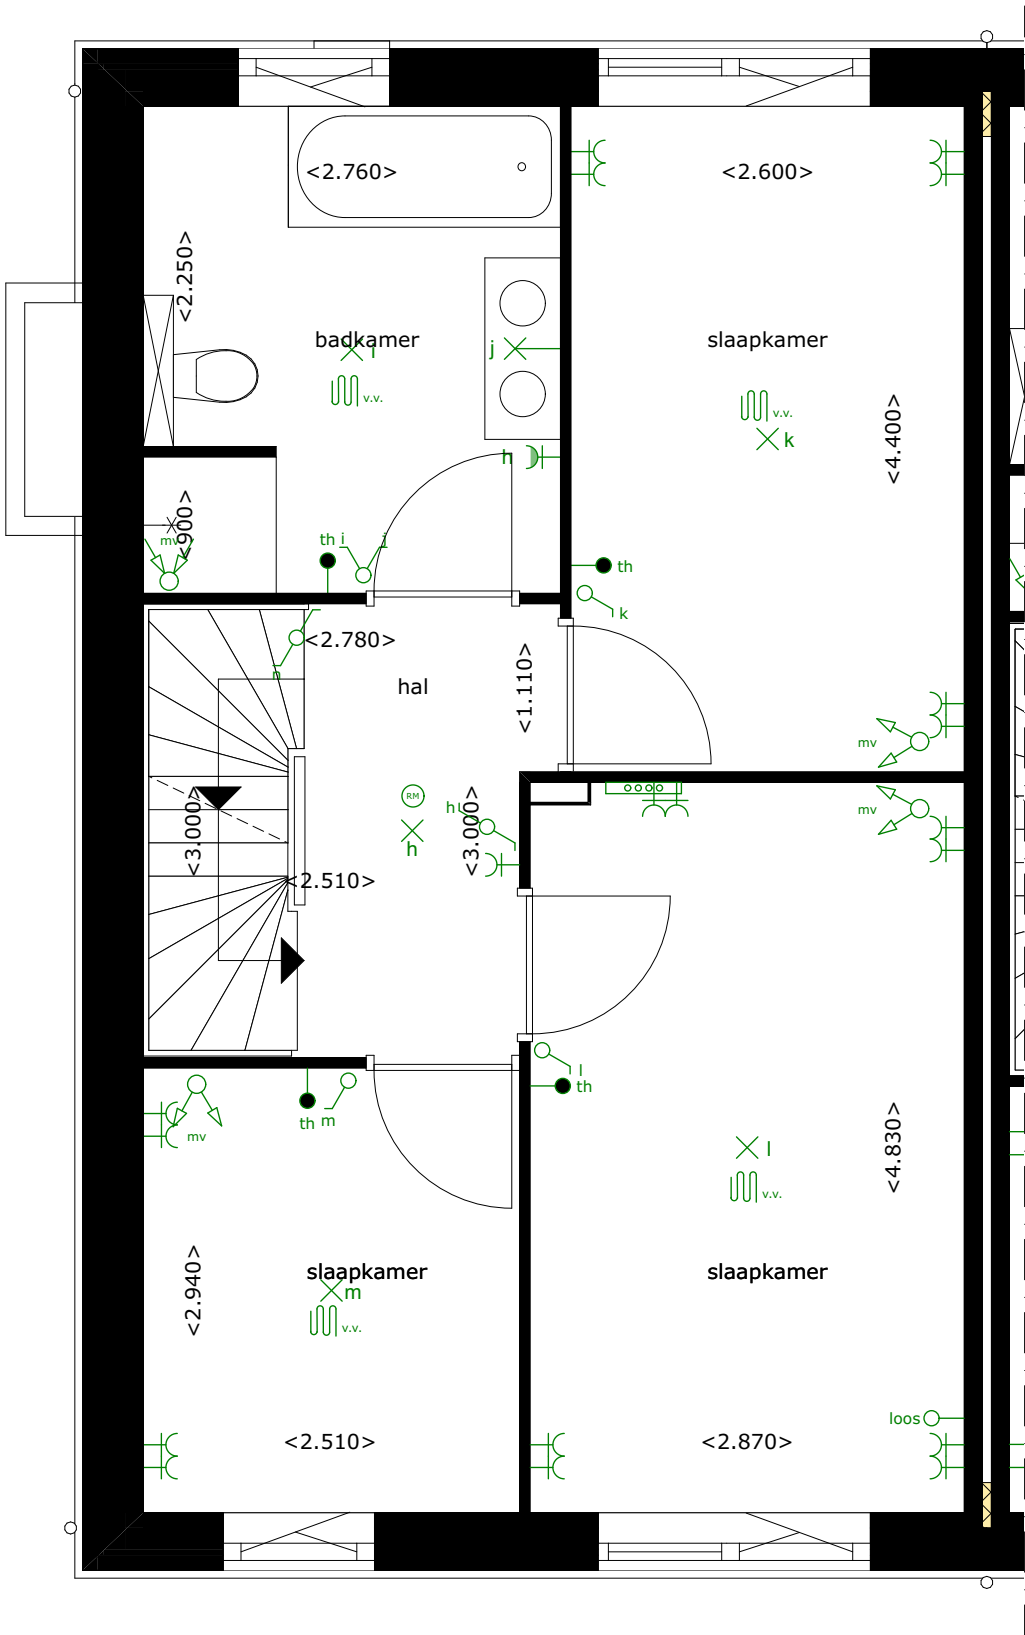 <2.760>
<2.600>
<2.250>
badkamer
i
j
v.v.
slaapkamer
v.v.
k
<4.400>
h
<900>
mv
th
i
j
th
k
<2.780>
n
hal
<1.110>
mv
RM
h
h
<3.000>
<3.000>
<2.510>
mv
l
th
th
m
mv
l
v.v.
<4.830>
<2.940>
slaapkamer
m
v.v.
slaapkamer
loos
<2.510>
<2.870>